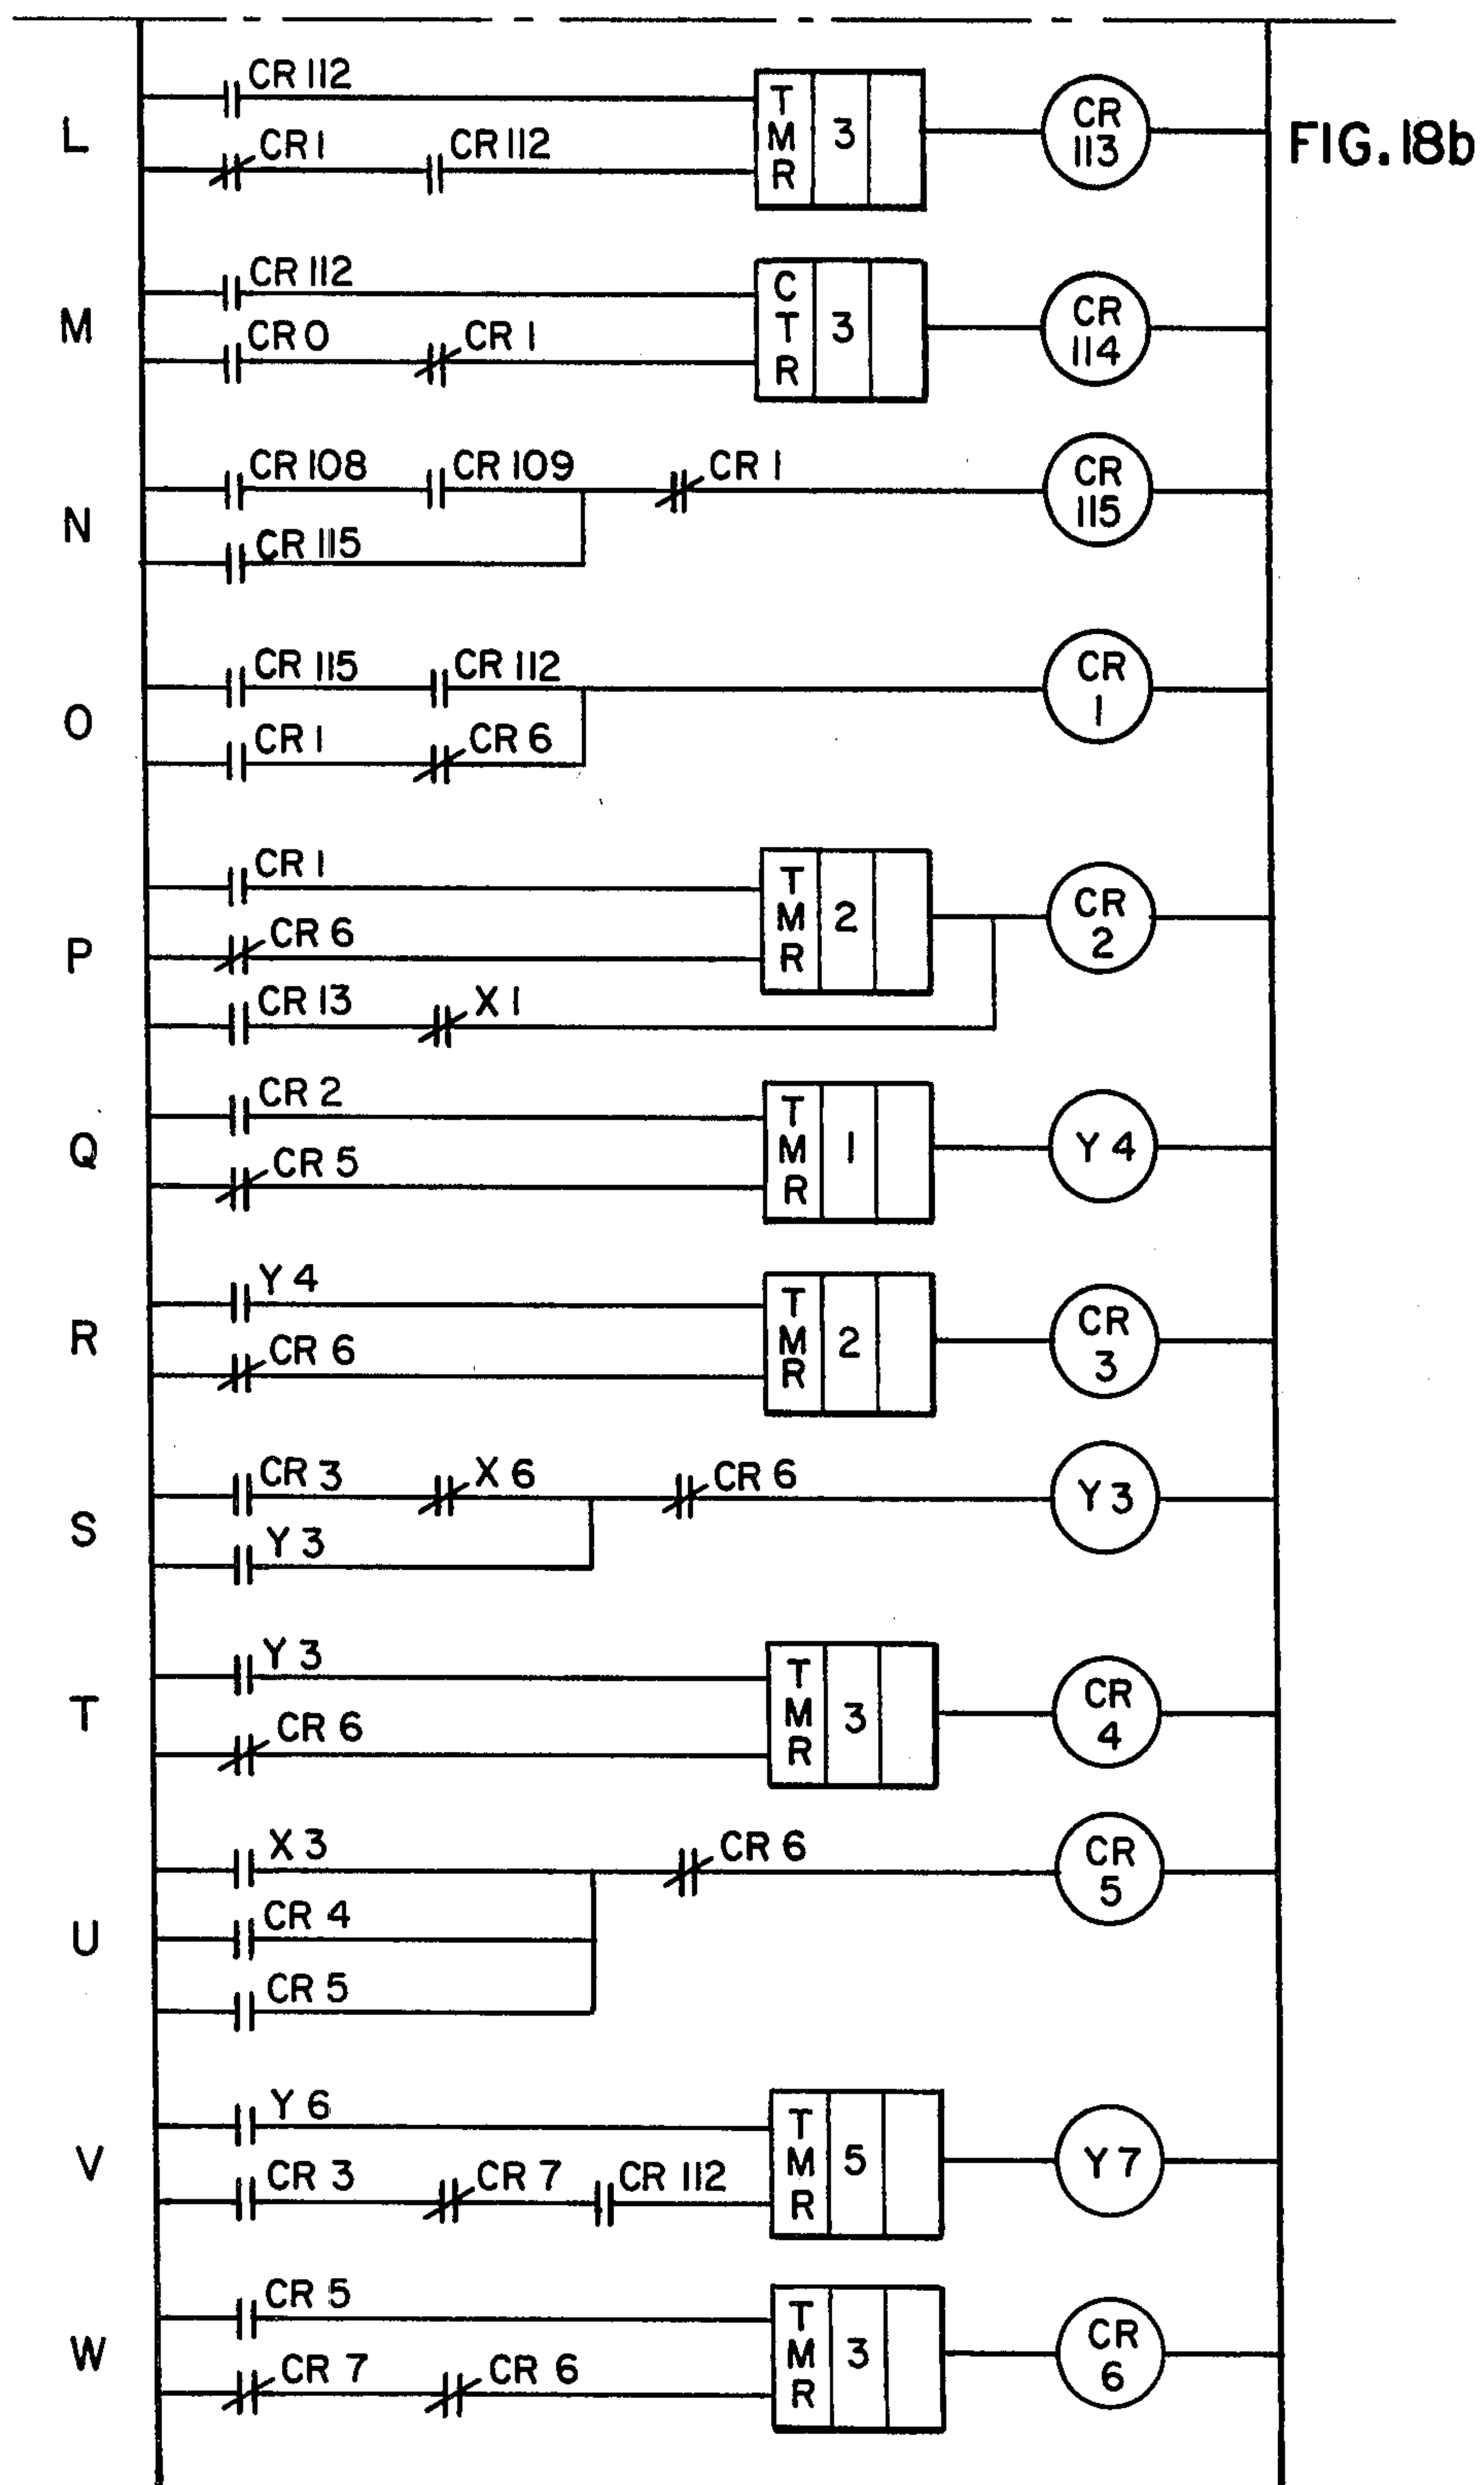 FIG. 18b
L
CR 112
CR 1 CR 112
TMR 3
CR 113
M
CR 112
CR 0 CR 1
CTR 3
CR 114
N
CR 108 CR 109 CR 1
CR 115
CR 115
O
CR 115 CR 112
CR 1 CR 6
CR 1
P
CR 1
CR 6
CR 13 X 1
TMR 2
CR 2
Q
CR 2
CR 5
TMR 1
Y 4
R
Y 4
CR 6
TMR 2
CR 3
S
CR 3 X 6 CR 6
Y 3
Y 3
T
Y 3
CR 6
TMR 3
CR 4
U
X 3 CR 6
CR 4
CR 5
CR 5
V
Y 6
CR 3 CR 7 CR 112
TMR 5
Y 7
W
CR 5
CR 7 CR 6
TMR 3
CR 6